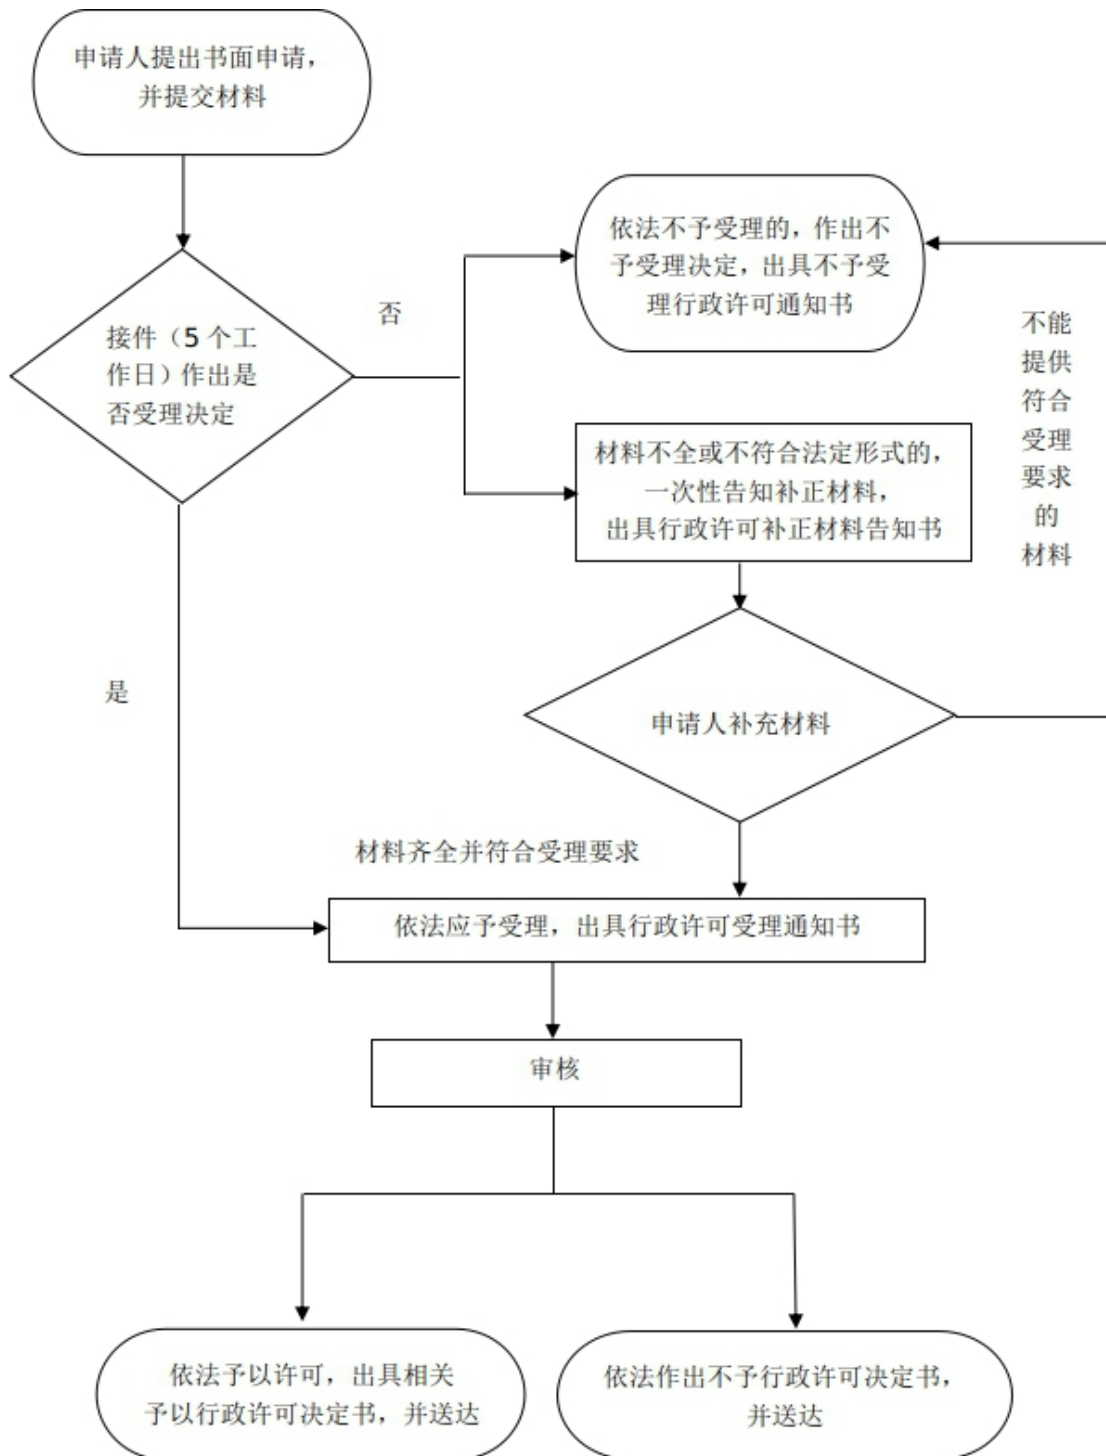 申请人提出书面申请，
并提交材料
依法不予受理的，作出不
予受理决定，出具不予受
理行政许可通知书
否
接件（5 个工
作日）作出是
否受理决定
不能
提供
符合
受理
要求
的
材料
材料不全或不符合法定形式的，
一次性告知补正材料，
出具行政许可补正材料告知书
是
申请人补充材料
材料齐全并符合受理要求
依法应予受理，出具行政许可受理通知书
审核
依法予以许可，出具相关
予以行政许可决定书，并送达
依法作出不予行政许可决定书，
并送达